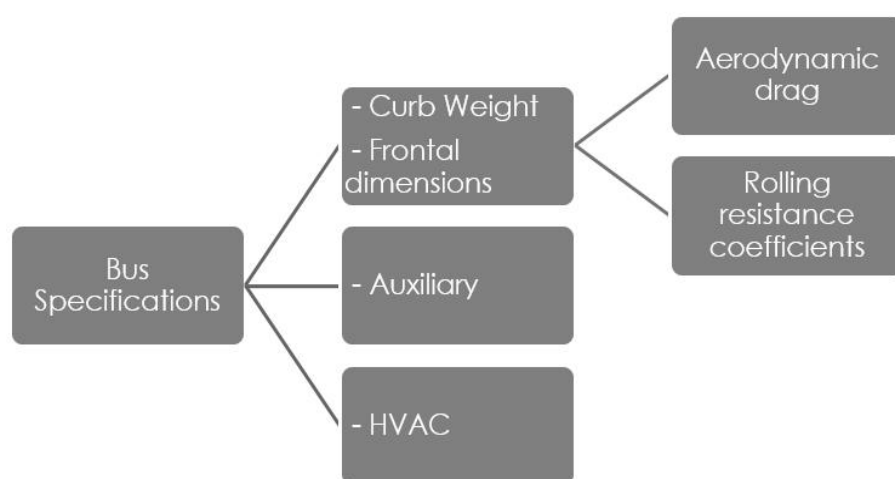 Bus
Specifications
- Curb Weight
- Frontal
dimensions
- Auxiliary
- HVAC
Aerodynamic
drag
Rolling
resistance
coefficients